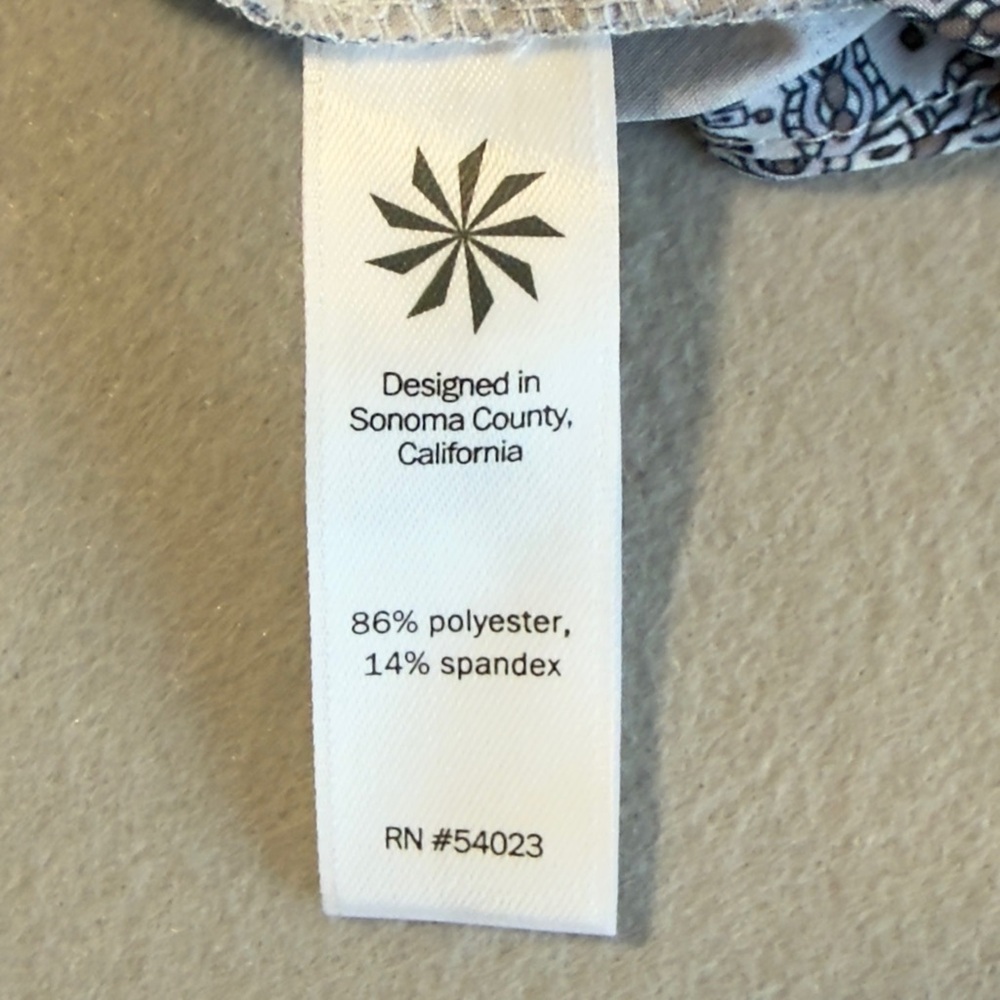 Designed in
Sonoma County,
California
86% polyester,
14% spandex
RN #54023